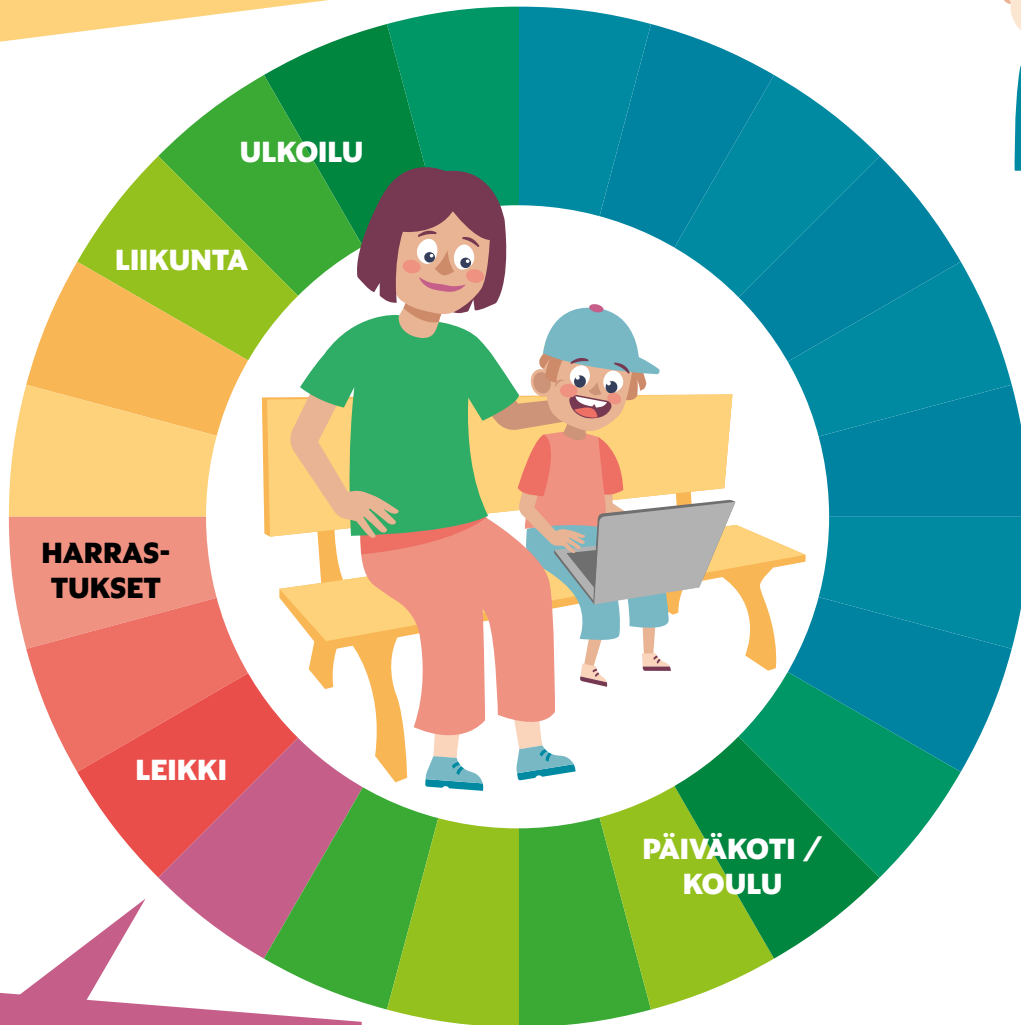 ULKOILU
LIIKUNTA
HARRAS-
TUKSET
LEIKKI
PÄIVÄKOTI /
KOULU